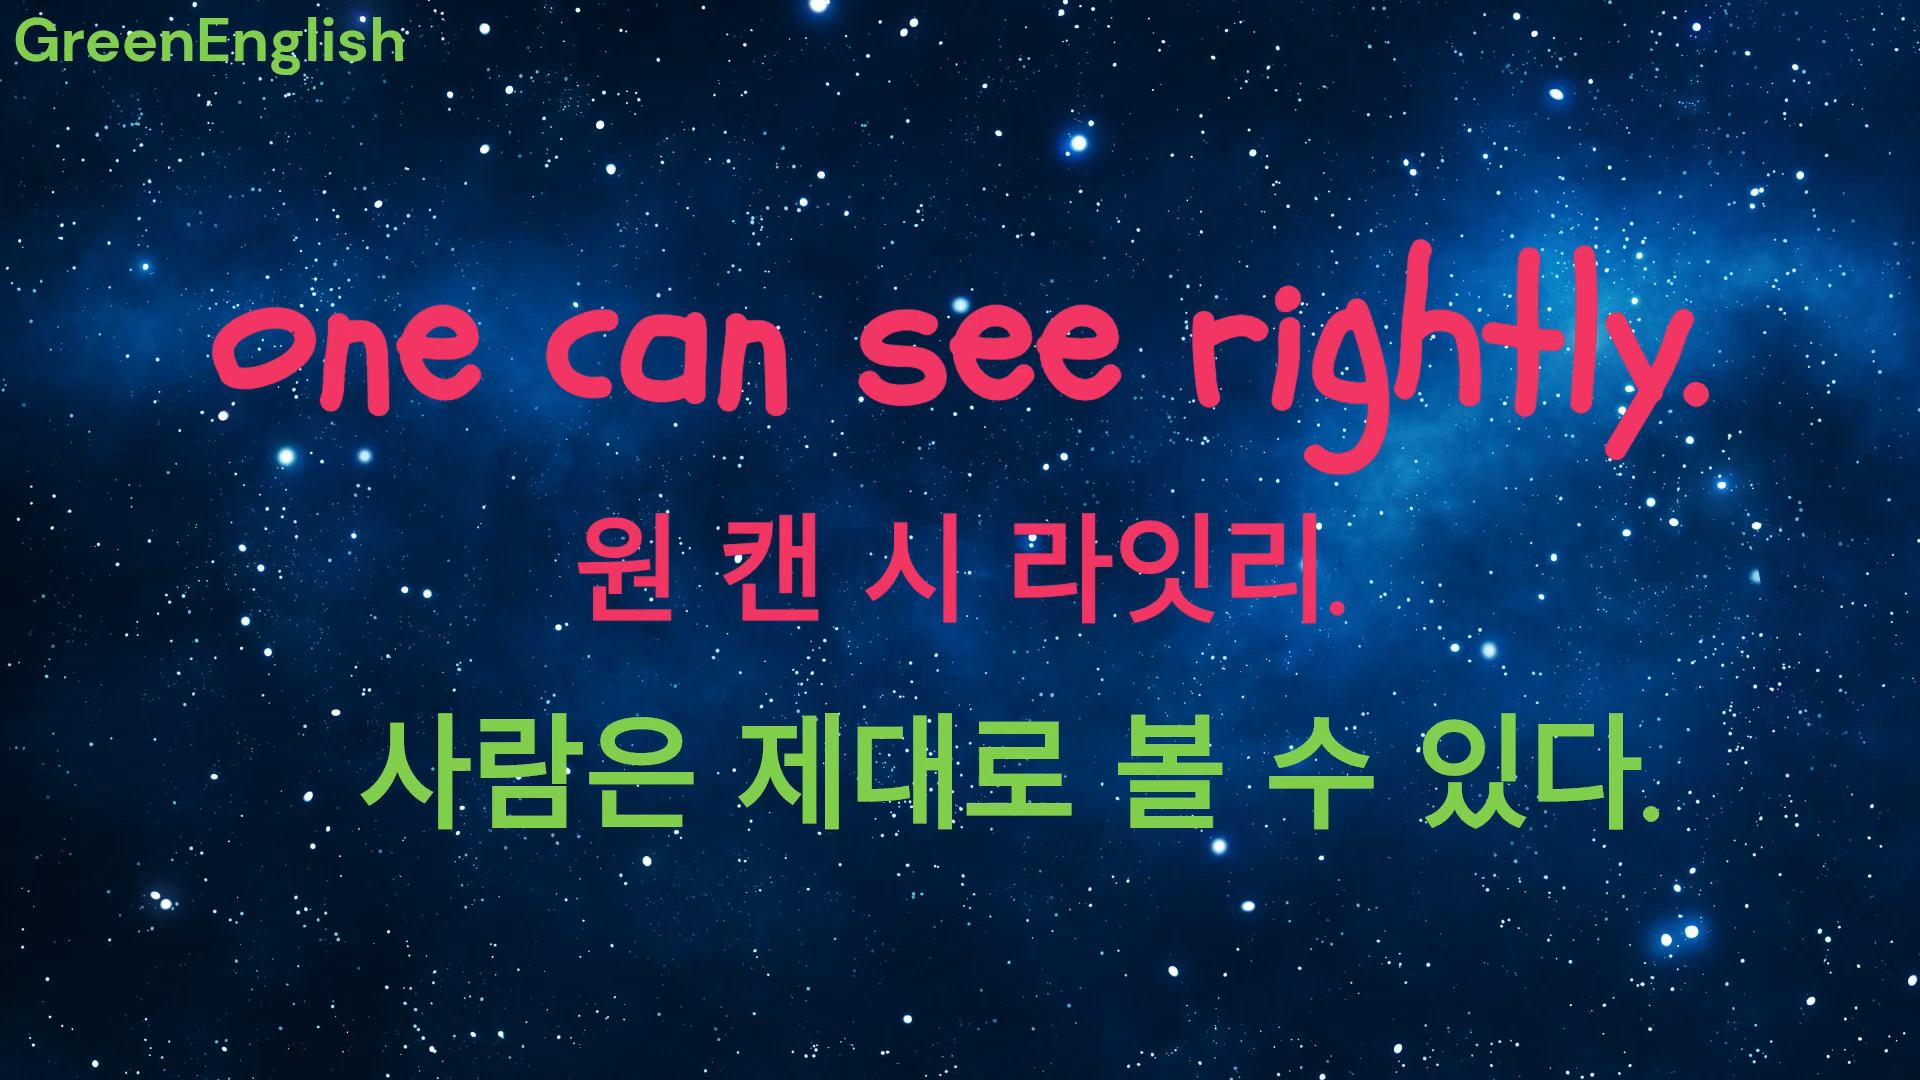 GreenEnglish
one can see rightly.
원 캔 시 라잇리.
사람은 제대로 볼 수 있다.